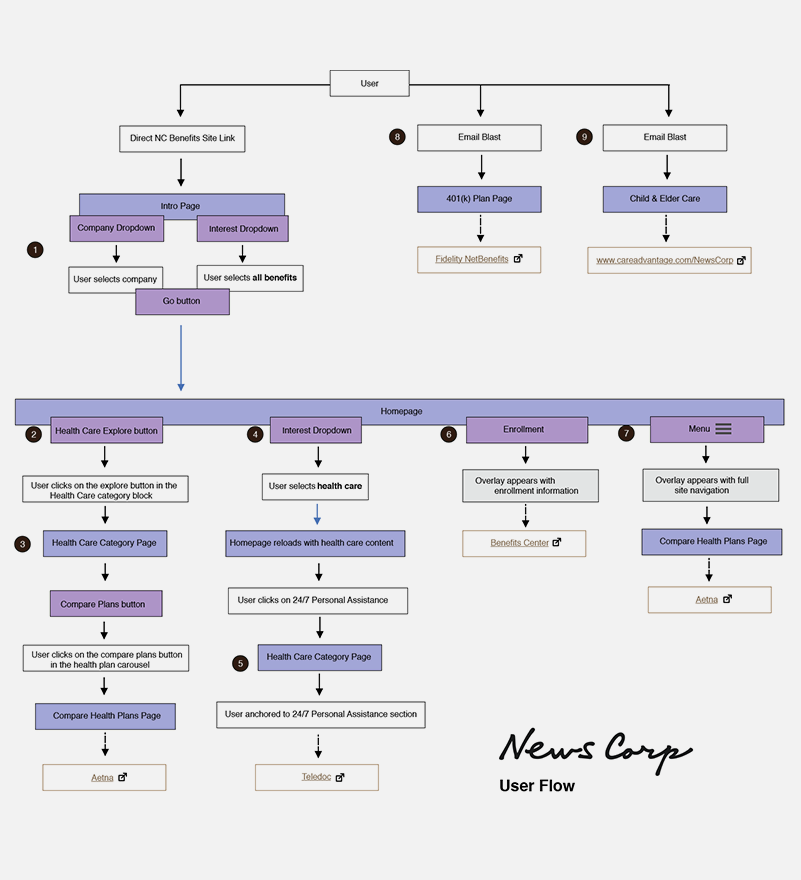 User
Direct NC Benefits Site Link
8
Email Blast
9
Email Blast
Intro Page
401(k) Plan Page
Child & Elder Care
1
Company Dropdown
Interest Dropdown
Fidelity NetBenefits
www.careadvantage.com/NewsCorp
User selects company
User selects all benefits
Go button
Homepage
2
Health Care Explore button
4
Interest Dropdown
6
Enrollment
7
Menu
User clicks on the explore button in the
Health Care category block
User selects health care
Overlay appears with
enrollment information
Overlay appears with full
site navigation
3
Health Care Category Page
Homepage reloads with health care content
Benefits Center
Compare Health Plans Page
Compare Plans button
User clicks on 24/7 Personal Assistance
Aetna
User clicks on the compare plans button
in the health plan carousel
5
Health Care Category Page
Compare Health Plans Page
User anchored to 24/7 Personal Assistance section
Aetna
Teledoc
News Corp
User Flow